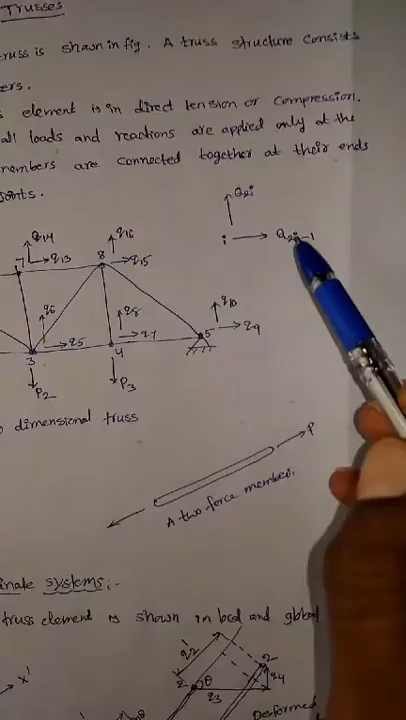 Trusses
truss is shown in fig. A truss structure consists
ers.
s element is in direct tension or compression.
all loads and reactions are applied only at the
members are connected together at their ends
joints.
Q2i
i Q2i-1
q14 q16
7 q13 8 q15
q6 q8 q10
q5 q7 5 q9
3 4
P2 P3
o dimensional truss
P
A two-force member.
inate systems:-
truss element is shown in local and global
x'
q2' 2
2 θ q4
θ q3
Deformed